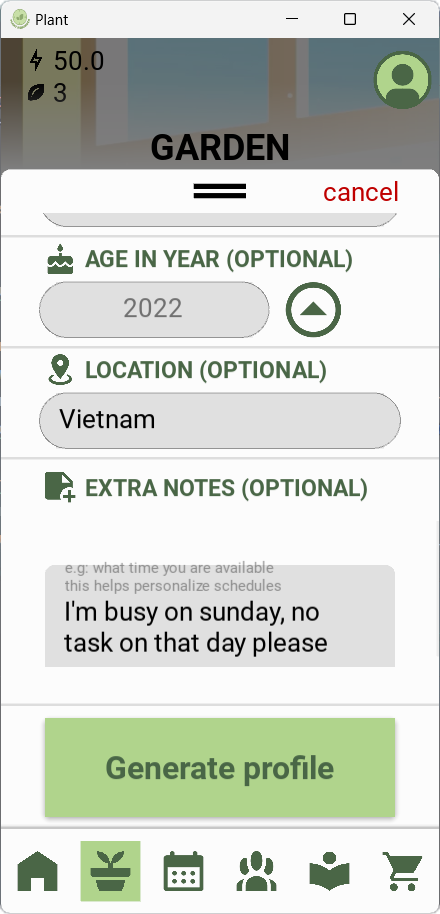 Plant
50.0
3
GARDEN
cancel
AGE IN YEAR (OPTIONAL)
2022
LOCATION (OPTIONAL)
Vietnam
EXTRA NOTES (OPTIONAL)
e.g: what time you are available
this helps personalize schedules
I'm busy on sunday, no
task on that day please
Generate profile